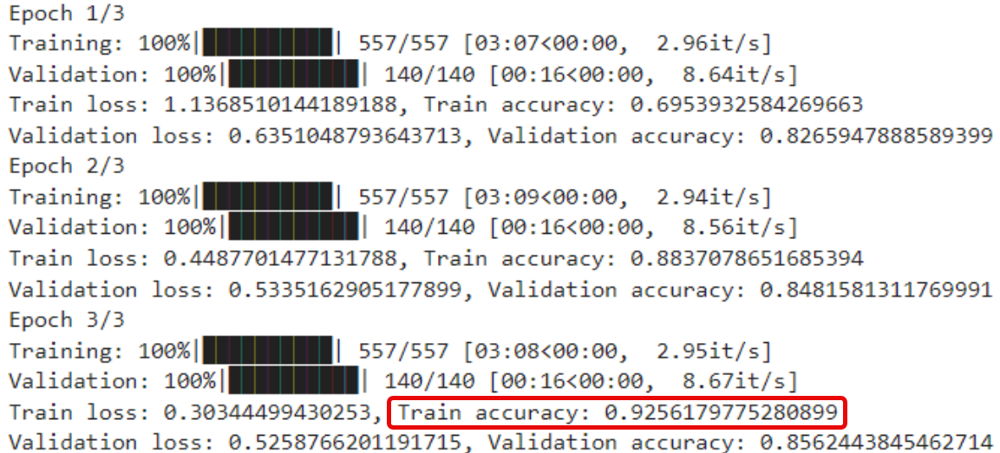 Epoch 1/3
Training: 100%|██████████| 557/557 [03:07<00:00,  2.96it/s]
Validation: 100%|██████████| 140/140 [00:16<00:00,  8.64it/s]
Train loss: 1.1368510144189188, Train accuracy: 0.6953932584269663
Validation loss: 0.6351048793643713, Validation accuracy: 0.8265947888589399
Epoch 2/3
Training: 100%|██████████| 557/557 [03:09<00:00,  2.94it/s]
Validation: 100%|██████████| 140/140 [00:16<00:00,  8.56it/s]
Train loss: 0.4487701477131788, Train accuracy: 0.8837078651685394
Validation loss: 0.5335162905177899, Validation accuracy: 0.8481581311769991
Epoch 3/3
Training: 100%|██████████| 557/557 [03:08<00:00,  2.95it/s]
Validation: 100%|██████████| 140/140 [00:16<00:00,  8.67it/s]
Train loss: 0.30344499430253, Train accuracy: 0.9256179775280899
Validation loss: 0.5258766201191715, Validation accuracy: 0.8562443845462714